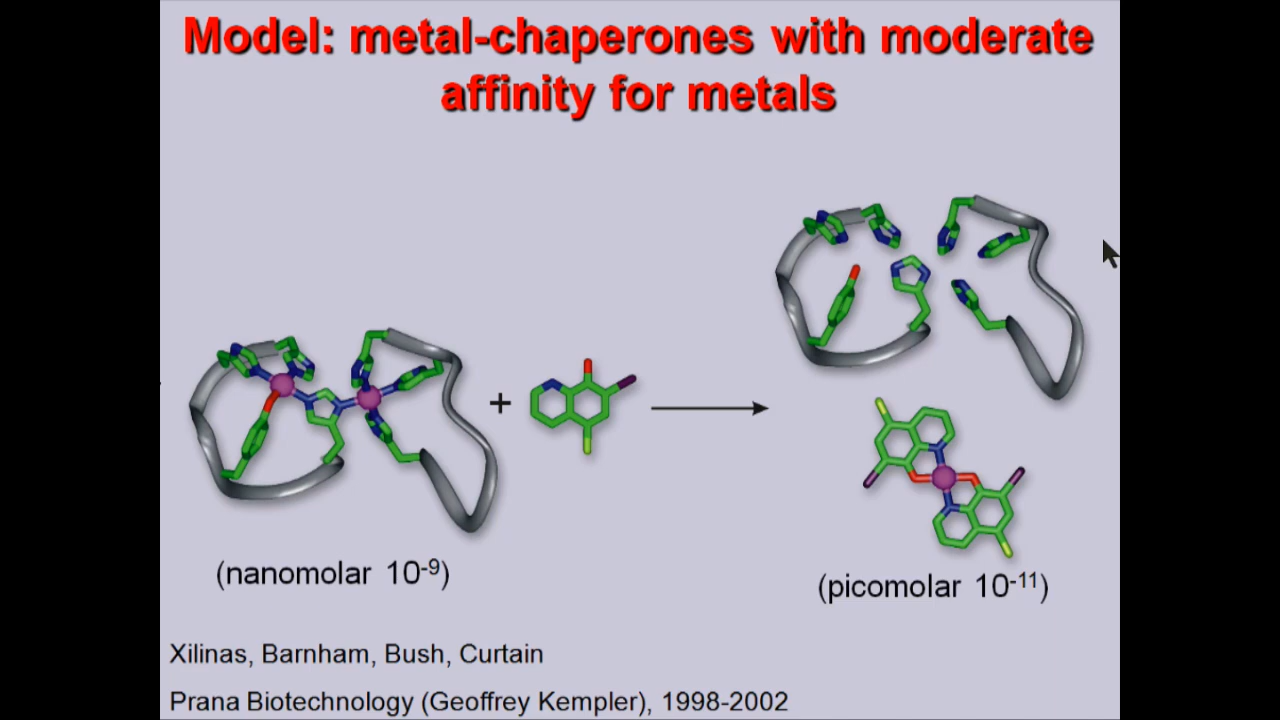 Model: metal-chaperones with moderate
affinity for metals
+
(nanomolar 10⁻⁹)
(picomolar 10⁻¹¹)
Xilinas, Barnham, Bush, Curtain
Prana Biotechnology (Geoffrey Kempler), 1998-2002